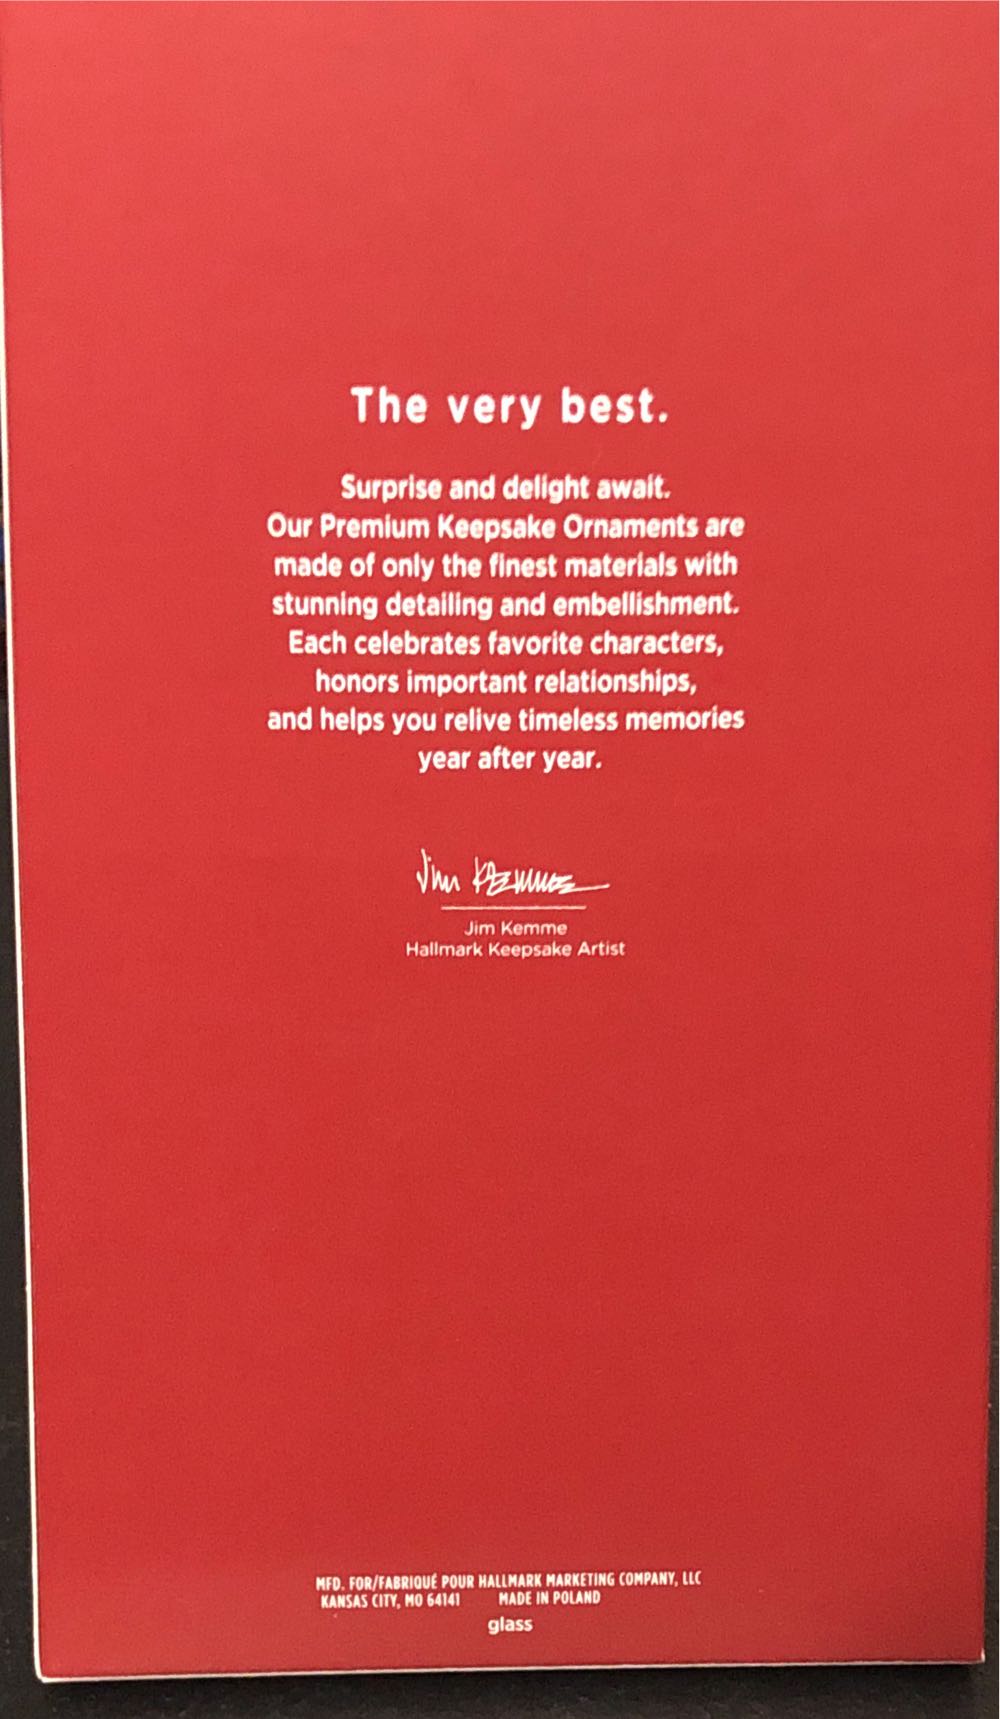 The very best.
Surprise and delight await.
Our Premium Keepsake Ornaments are
made of only the finest materials with
stunning detailing and embellishment.
Each celebrates favorite characters,
honors important relationships,
and helps you relive timeless memories
year after year.
Jim Kemme
Jim Kemme
Hallmark Keepsake Artist
MFD. FOR/FABRIQUÉ POUR HALLMARK MARKETING COMPANY, LLC
KANSAS CITY, MO 64141 MADE IN POLAND
glass